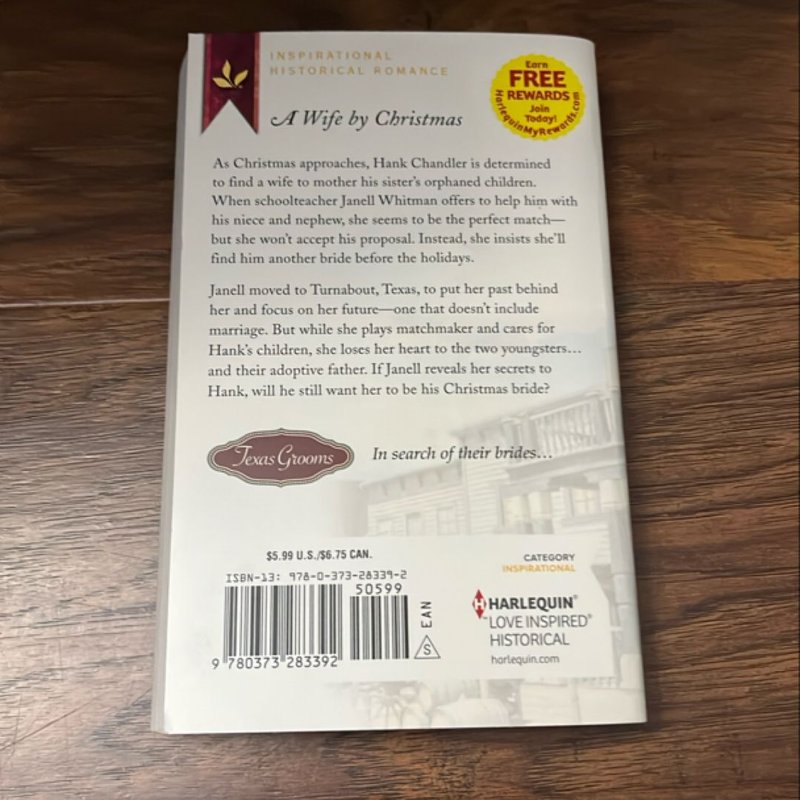 INSPIRATIONAL
HISTORICAL ROMANCE
Earn
FREE
REWARDS
Join
Today!
HarlequinMyRewards.com
A Wife by Christmas
As Christmas approaches, Hank Chandler is determined
to find a wife to mother his sister's orphaned children.
When schoolteacher Janell Whitman offers to help him with
his niece and nephew, she seems to be the perfect match—
but she won't accept his proposal. Instead, she insists she'll
find him another bride before the holidays.
Janell moved to Turnabout, Texas, to put her past behind
her and focus on her future—one that doesn't include
marriage. But while she plays matchmaker and cares for
Hank's children, she loses her heart to the two youngsters...
and their adoptive father. If Janell reveals her secrets to
Hank, will he still want her to be his Christmas bride?
Texas Grooms
In search of their brides...
$5.99 U.S./$6.75 CAN.
ISBN-13: 978-0-373-28339-2
50599
EAN
S
9 780373 283392
CATEGORY
INSPIRATIONAL
H HARLEQUIN®
™LOVE INSPIRED®
HISTORICAL
harlequin.com